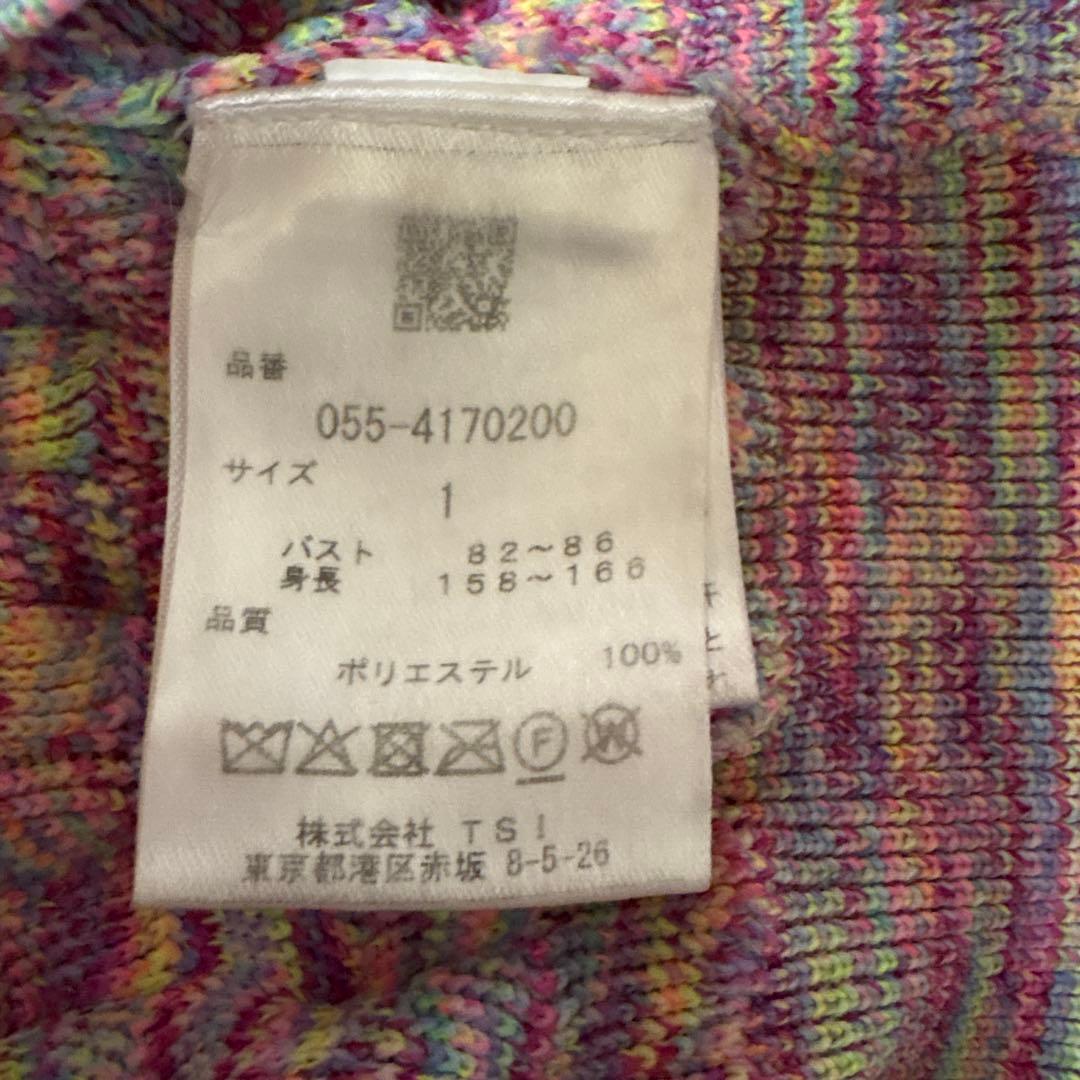 品番
055-4170200
サイズ
1
バスト 82～86
身長 158～166
品質
ポリエステル 100%
F W
株式会社 TSI
東京都港区赤坂 8-5-26